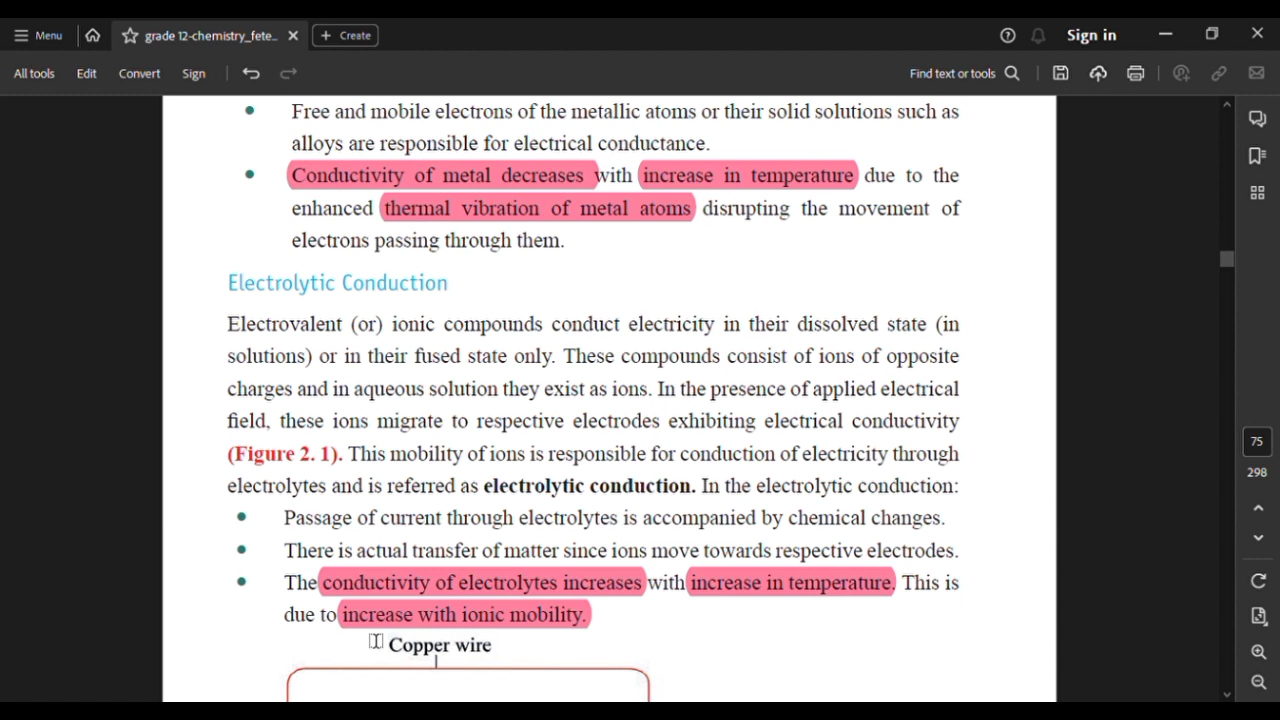 Menu
grade 12-chemistry_fete...
Create
Sign in
All tools Edit Convert Sign
Find text or tools
• Free and mobile electrons of the metallic atoms or their solid solutions such as
alloys are responsible for electrical conductance.
• Conductivity of metal decreases with increase in temperature due to the
enhanced thermal vibration of metal atoms disrupting the movement of
electrons passing through them.
Electrolytic Conduction
Electrovalent (or) ionic compounds conduct electricity in their dissolved state (in
solutions) or in their fused state only. These compounds consist of ions of opposite
charges and in aqueous solution they exist as ions. In the presence of applied electrical
field, these ions migrate to respective electrodes exhibiting electrical conductivity
(Figure 2. 1). This mobility of ions is responsible for conduction of electricity through
electrolytes and is referred as electrolytic conduction. In the electrolytic conduction:
• Passage of current through electrolytes is accompanied by chemical changes.
• There is actual transfer of matter since ions move towards respective electrodes.
• The conductivity of electrolytes increases with increase in temperature. This is
due to increase with ionic mobility.
Copper wire
75
298